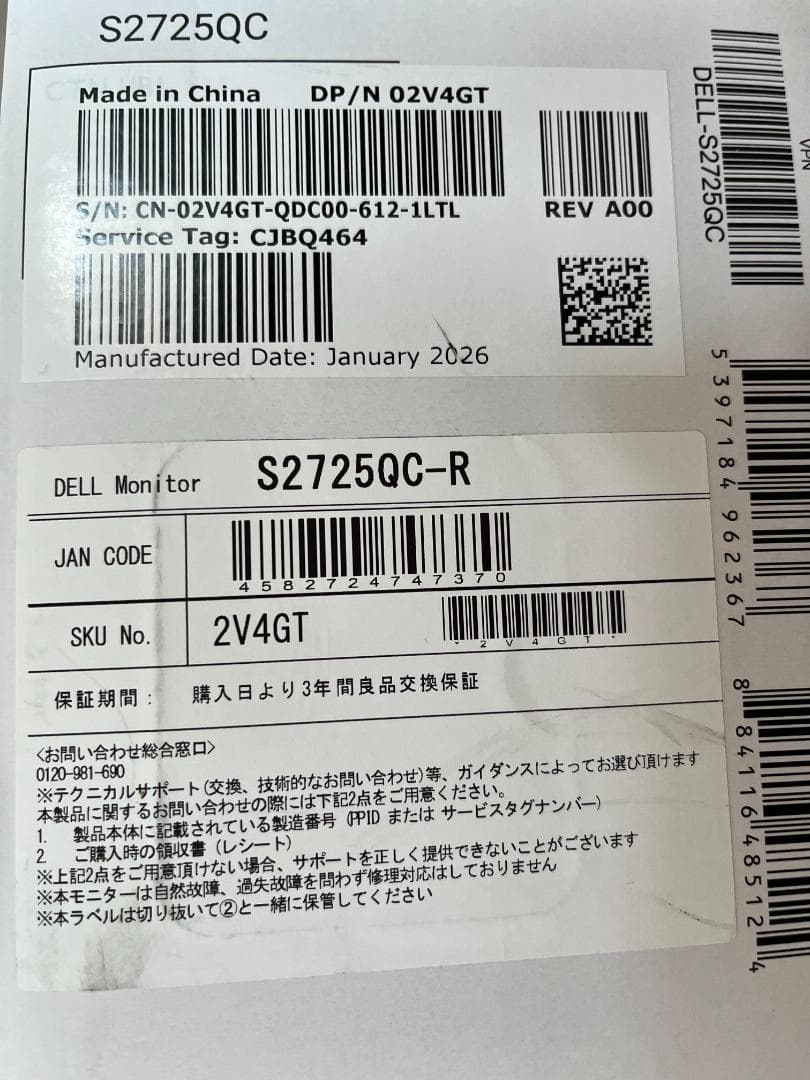 S2725QC
Made in China DP/N 02V4GT
S/N: CN-02V4GT-QDC00-612-1LTL
REV A00
Service Tag: CJBQ464
Manufactured Date: January 2026
DELL-S2725QC
VPN
5 397184 962367
8 84116 48512 4
DELL Monitor S2725QC-R
JAN CODE
4582724747370
SKU No. 2V4GT
*2V4GT*
保証期間: 購入日より3年間良品交換保証
<お問い合わせ総合窓口>
0120-981-690
※テクニカルサポート(交換、技術的なお問い合わせ)等、ガイダンスによってお選び頂けます
本製品に関するお問い合わせの際には下記2点をご用意ください。
1. 製品本体に記載されている製造番号 (PPID または サービスタグナンバー)
2. ご購入時の領収書 (レシート)
※上記2点をご用意頂けない場合、サポートを正しく提供できないことがございます
※本モニターは自然故障、過失故障を問わず修理対応はしておりません
※本ラベルは切り抜いて②と一緒に保管してください